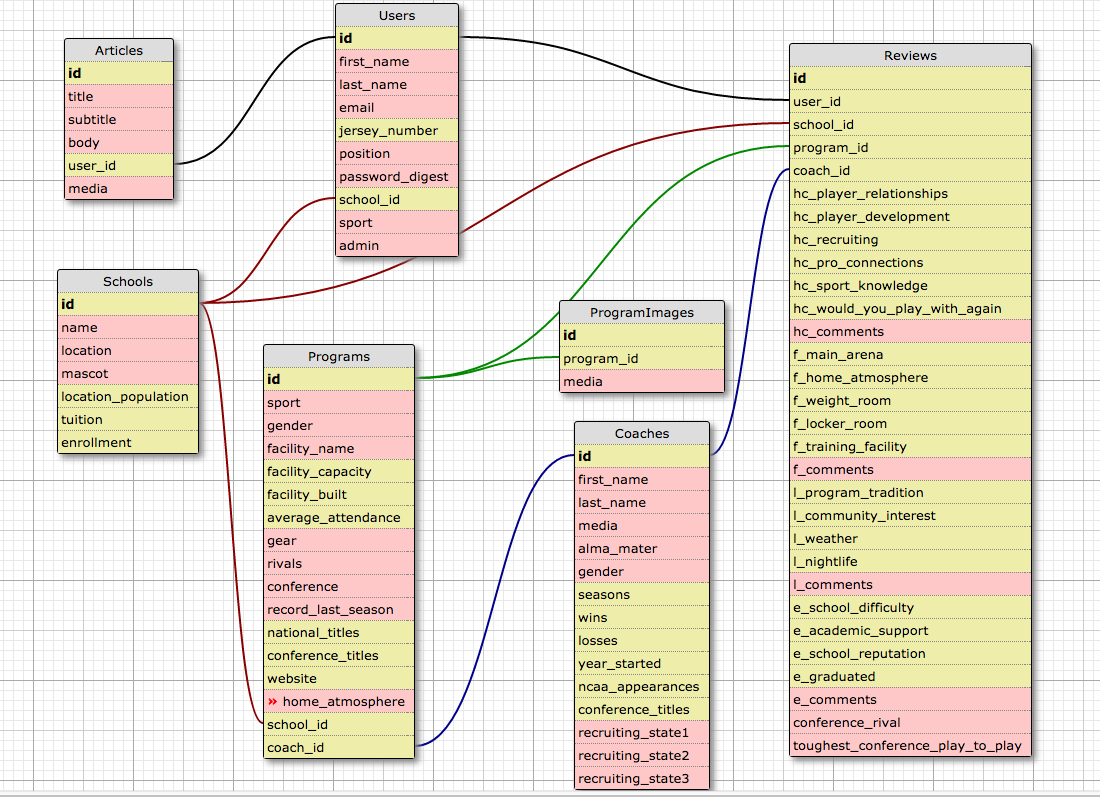 Articles
id
title
subtitle
body
user_id
media
Users
id
first_name
last_name
email
jersey_number
position
password_digest
school_id
sport
admin
Schools
id
name
location
mascot
location_population
tuition
enrollment
Programs
id
sport
gender
facility_name
facility_capacity
facility_built
average_attendance
gear
rivals
conference
record_last_season
national_titles
conference_titles
website
» home_atmosphere
school_id
coach_id
ProgramImages
id
program_id
media
Coaches
id
first_name
last_name
media
alma_mater
gender
seasons
wins
losses
year_started
ncaa_appearances
conference_titles
recruiting_state1
recruiting_state2
recruiting_state3
Reviews
id
user_id
school_id
program_id
coach_id
hc_player_relationships
hc_player_development
hc_recruiting
hc_pro_connections
hc_sport_knowledge
hc_would_you_play_with_again
hc_comments
f_main_arena
f_home_atmosphere
f_weight_room
f_locker_room
f_training_facility
f_comments
l_program_tradition
l_community_interest
l_weather
l_nightlife
l_comments
e_school_difficulty
e_academic_support
e_school_reputation
e_graduated
e_comments
conference_rival
toughest_conference_play_to_play